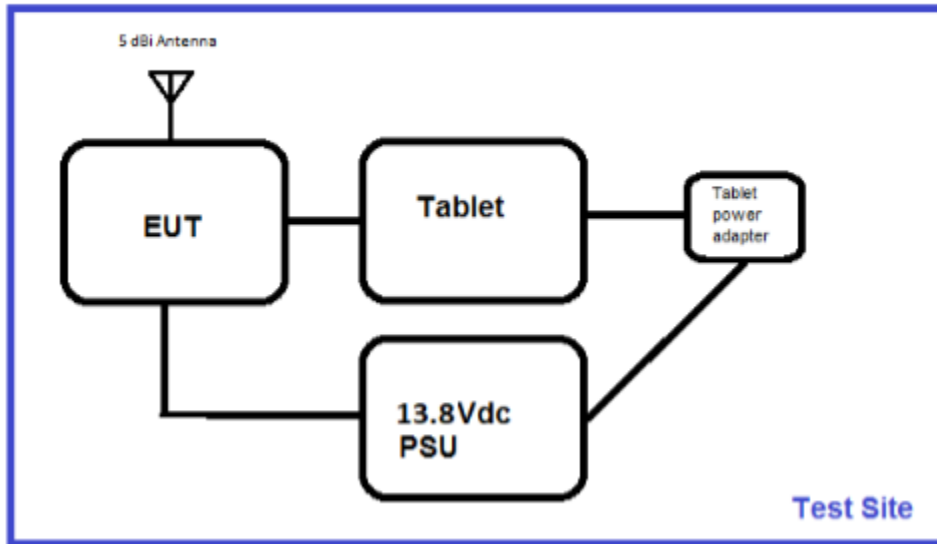 5 dBi Antenna
EUT
Tablet
Tablet
power
adapter
13.8Vdc
PSU
Test Site